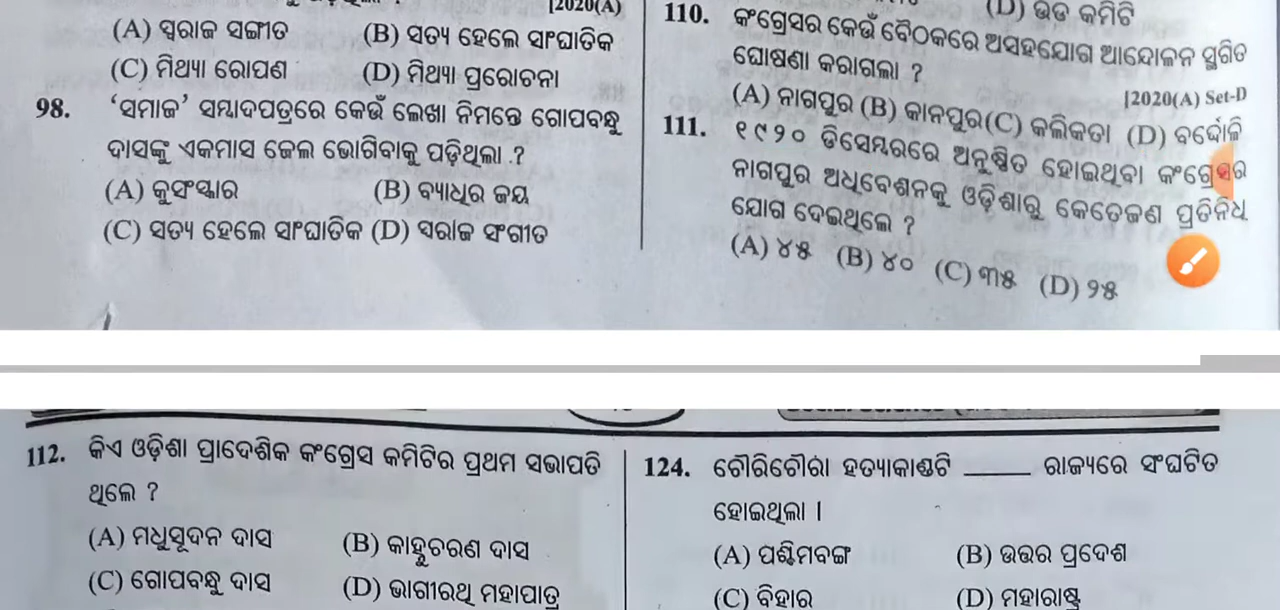 [2020(A)
(A) ସ୍ୱରାଜ ସଙ୍ଗୀତ (B) ସତ୍ୟ ହେଲେ ସାଂଘାତିକ
(C) ମିଥ୍ୟା ରୋପଣ (D) ମିଥ୍ୟା ପ୍ରରୋଚନା
98. ‘ସମାଜ’ ସମ୍ବାଦପତ୍ରରେ କେଉଁ ଲେଖା ନିମନ୍ତେ ଗୋପବନ୍ଧୁ
ଦାସଙ୍କୁ ଏକମାସ ଜେଲ ଭୋଗିବାକୁ ପଡ଼ିଥିଲା ?
(A) କୁସଂସ୍କାର (B) ବ୍ୟାଧିର ଜୟ
(C) ସତ୍ୟ ହେଲେ ସାଂଘାତିକ (D) ସରାଜ ସଂଗୀତ
(D) ଉଡ କମିଟି
110. କଂଗ୍ରେସର କେଉଁ ବୈଠକରେ ଅସହଯୋଗ ଆନ୍ଦୋଳନ ସ୍ଥଗିତ
ଘୋଷଣା କରାଗଲା ?
[2020(A) Set-D
(A) ନାଗପୁର (B) କାନପୁର(C) କଲିକତା (D) ବର୍ଦ୍ଦୋଳି
111. ୧୯୨୦ ଡିସେମ୍ବରରେ ଅନୁଷ୍ଠିତ ହୋଇଥିବା କଂଗ୍ରେସର
ନାଗପୁର ଅଧିବେଶନକୁ ଓଡ଼ିଶାରୁ କେତେଜଣ ପ୍ରତିନିଧି
ଯୋଗ ଦେଇଥିଲେ ?
(A) ୪୫ (B) ୪୦ (C) ୩୫ (D) ୨୫
112. କିଏ ଓଡ଼ିଶା ପ୍ରାଦେଶିକ କଂଗ୍ରେସ କମିଟିର ପ୍ରଥମ ସଭାପତି
ଥିଲେ ?
(A) ମଧୁସୂଦନ ଦାସ (B) କାହ୍ନୁଚରଣ ଦାସ
(C) ଗୋପବନ୍ଧୁ ଦାସ (D) ଭାଗୀରଥି ମହାପାତ୍ର
124. ଚୌରିଚୌରା ହତ୍ୟାକାଣ୍ଡଟି _____ ରାଜ୍ୟରେ ସଂଘଟିତ
ହୋଇଥିଲା ।
(A) ପଶ୍ଚିମବଙ୍ଗ (B) ଉତ୍ତର ପ୍ରଦେଶ
(C) ବିହାର (D) ମହାରାଷ୍ଟ୍ର